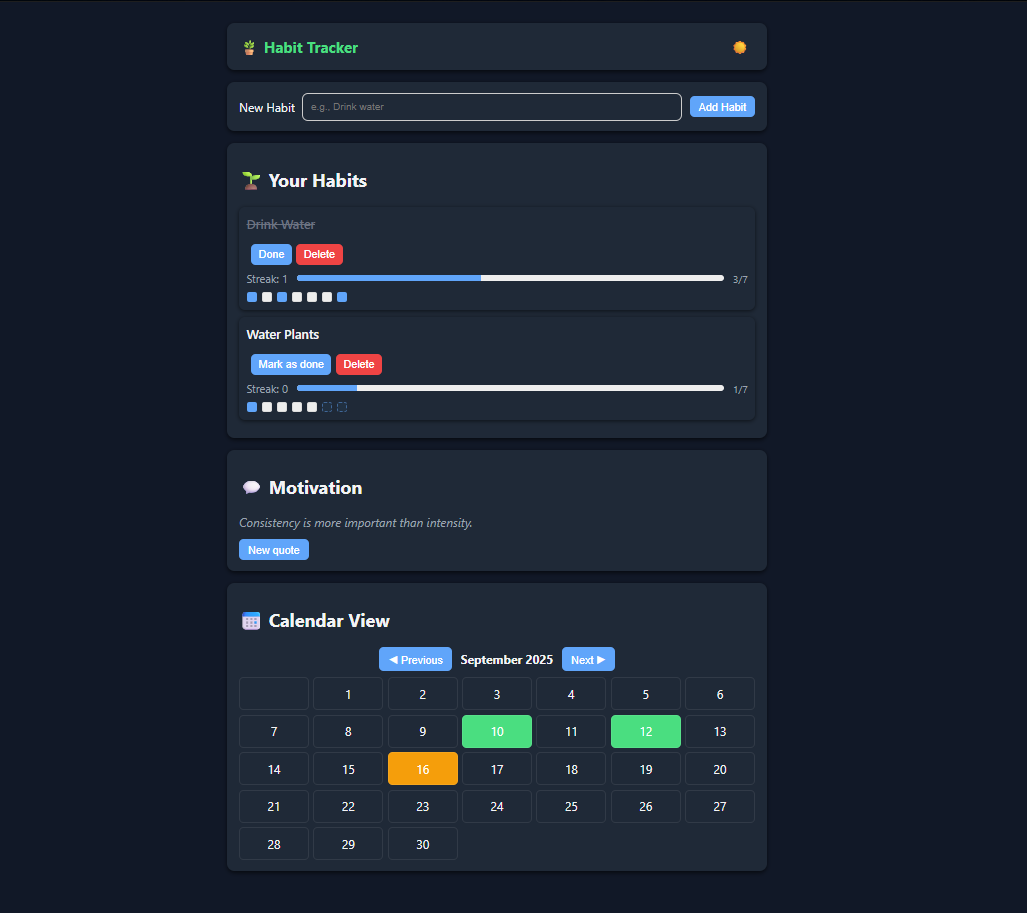 Habit Tracker
New Habit e.g., Drink water Add Habit
Your Habits
Drink Water
Done Delete
Streak: 1 3/7
Water Plants
Mark as done Delete
Streak: 0 1/7
Motivation
Consistency is more important than intensity.
New quote
Calendar View
◀ Previous September 2025 Next ▶
1 2 3 4 5 6
7 8 9 10 11 12 13
14 15 16 17 18 19 20
21 22 23 24 25 26 27
28 29 30